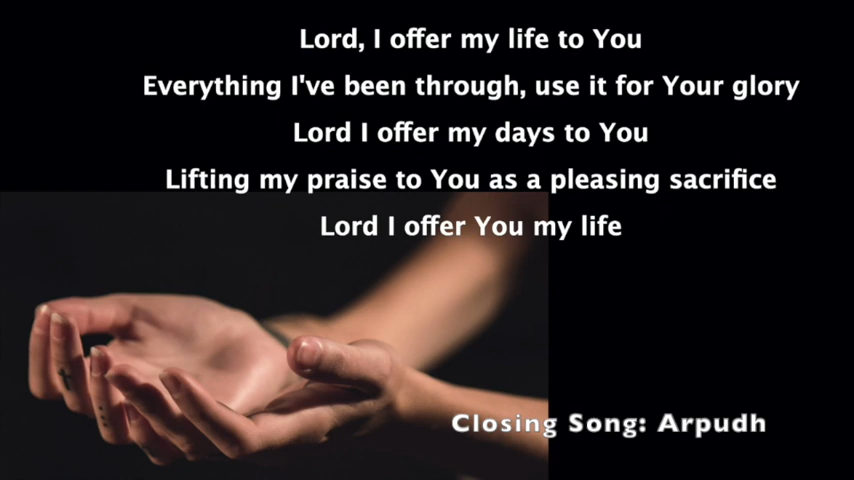 Lord, I offer my life to You
Everything I've been through, use it for Your glory
Lord I offer my days to You
Lifting my praise to You as a pleasing sacrifice
Lord I offer You my life
Closing Song: Arpudh